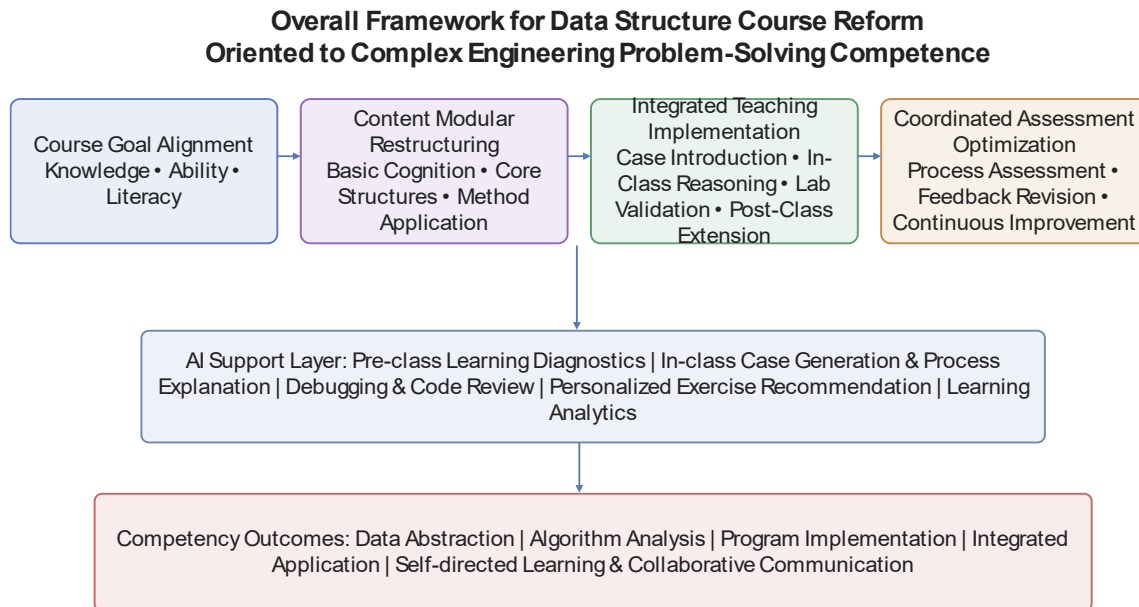 Overall Framework for Data Structure Course Reform
Oriented to Complex Engineering Problem-Solving Competence
Course Goal Alignment
Knowledge • Ability •
Literacy
Content Modular
Restructuring
Basic Cognition • Core
Structures • Method
Application
Integrated Teaching
Implementation
Case Introduction • In-
Class Reasoning • Lab
Validation • Post-Class
Extension
Coordinated Assessment
Optimization
Process Assessment •
Feedback Revision •
Continuous Improvement
AI Support Layer: Pre-class Learning Diagnostics | In-class Case Generation & Process
Explanation | Debugging & Code Review | Personalized Exercise Recommendation | Learning
Analytics
Competency Outcomes: Data Abstraction | Algorithm Analysis | Program Implementation | Integrated
Application | Self-directed Learning & Collaborative Communication